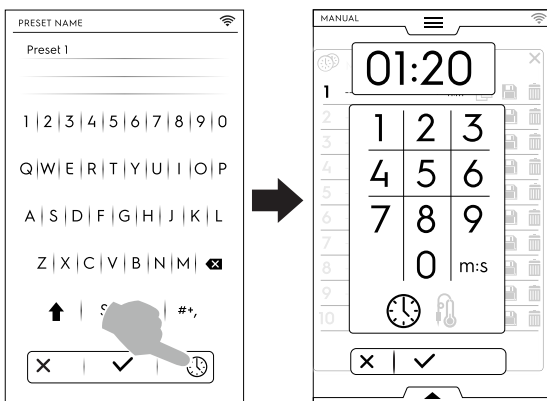 PRESET NAME
Preset 1
1 2 3 4 5 6 7 8 9 0
Q W E R T Y U I O P
A S D F G H J K L
Z X C V B N M
S #+,
MANUAL
01:20
1
2
3
4
5
6
7
8
9
10
1 2 3
4 5 6
7 8 9
0 m:s